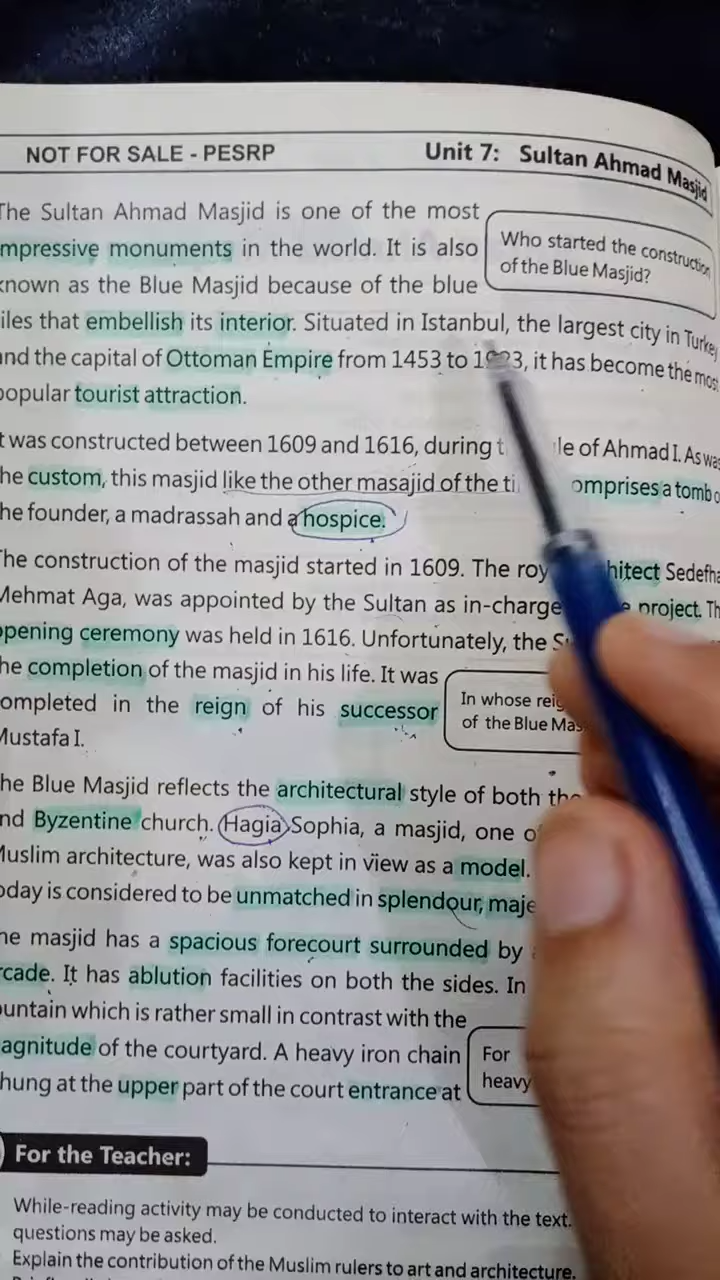 NOT FOR SALE - PESRP
Unit 7: Sultan Ahmad Masjid
The Sultan Ahmad Masjid is one of the most
mpressive monuments in the world. It is also
known as the Blue Masjid because of the blue
Who started the construction
of the Blue Masjid?
iles that embellish its interior. Situated in Istanbul, the largest city in Turkey
and the capital of Ottoman Empire from 1453 to 19 3, it has become the most
popular tourist attraction.
t was constructed between 1609 and 1616, during t le of Ahmad I. As was
he custom, this masjid like the other masajid of the ti omprises a tomb o
he founder, a madrassah and a hospice.
The construction of the masjid started in 1609. The roy hitect Sedefha
Mehmat Aga, was appointed by the Sultan as in-charge e project. Th
opening ceremony was held in 1616. Unfortunately, the S
he completion of the masjid in his life. It was
ompleted in the reign of his successor
Mustafa I.
In whose reig
of the Blue Mas
he Blue Masjid reflects the architectural style of both the
nd Byzentine church. Hagia Sophia, a masjid, one o
Muslim architecture, was also kept in view as a model.
oday is considered to be unmatched in splendour, maje
he masjid has a spacious forecourt surrounded by a
rcade. It has ablution facilities on both the sides. In
ountain which is rather small in contrast with the
agnitude of the courtyard. A heavy iron chain
hung at the upper part of the court entrance at
For
heavy
For the Teacher:
While-reading activity may be conducted to interact with the text.
questions may be asked.
Explain the contribution of the Muslim rulers to art and architecture.